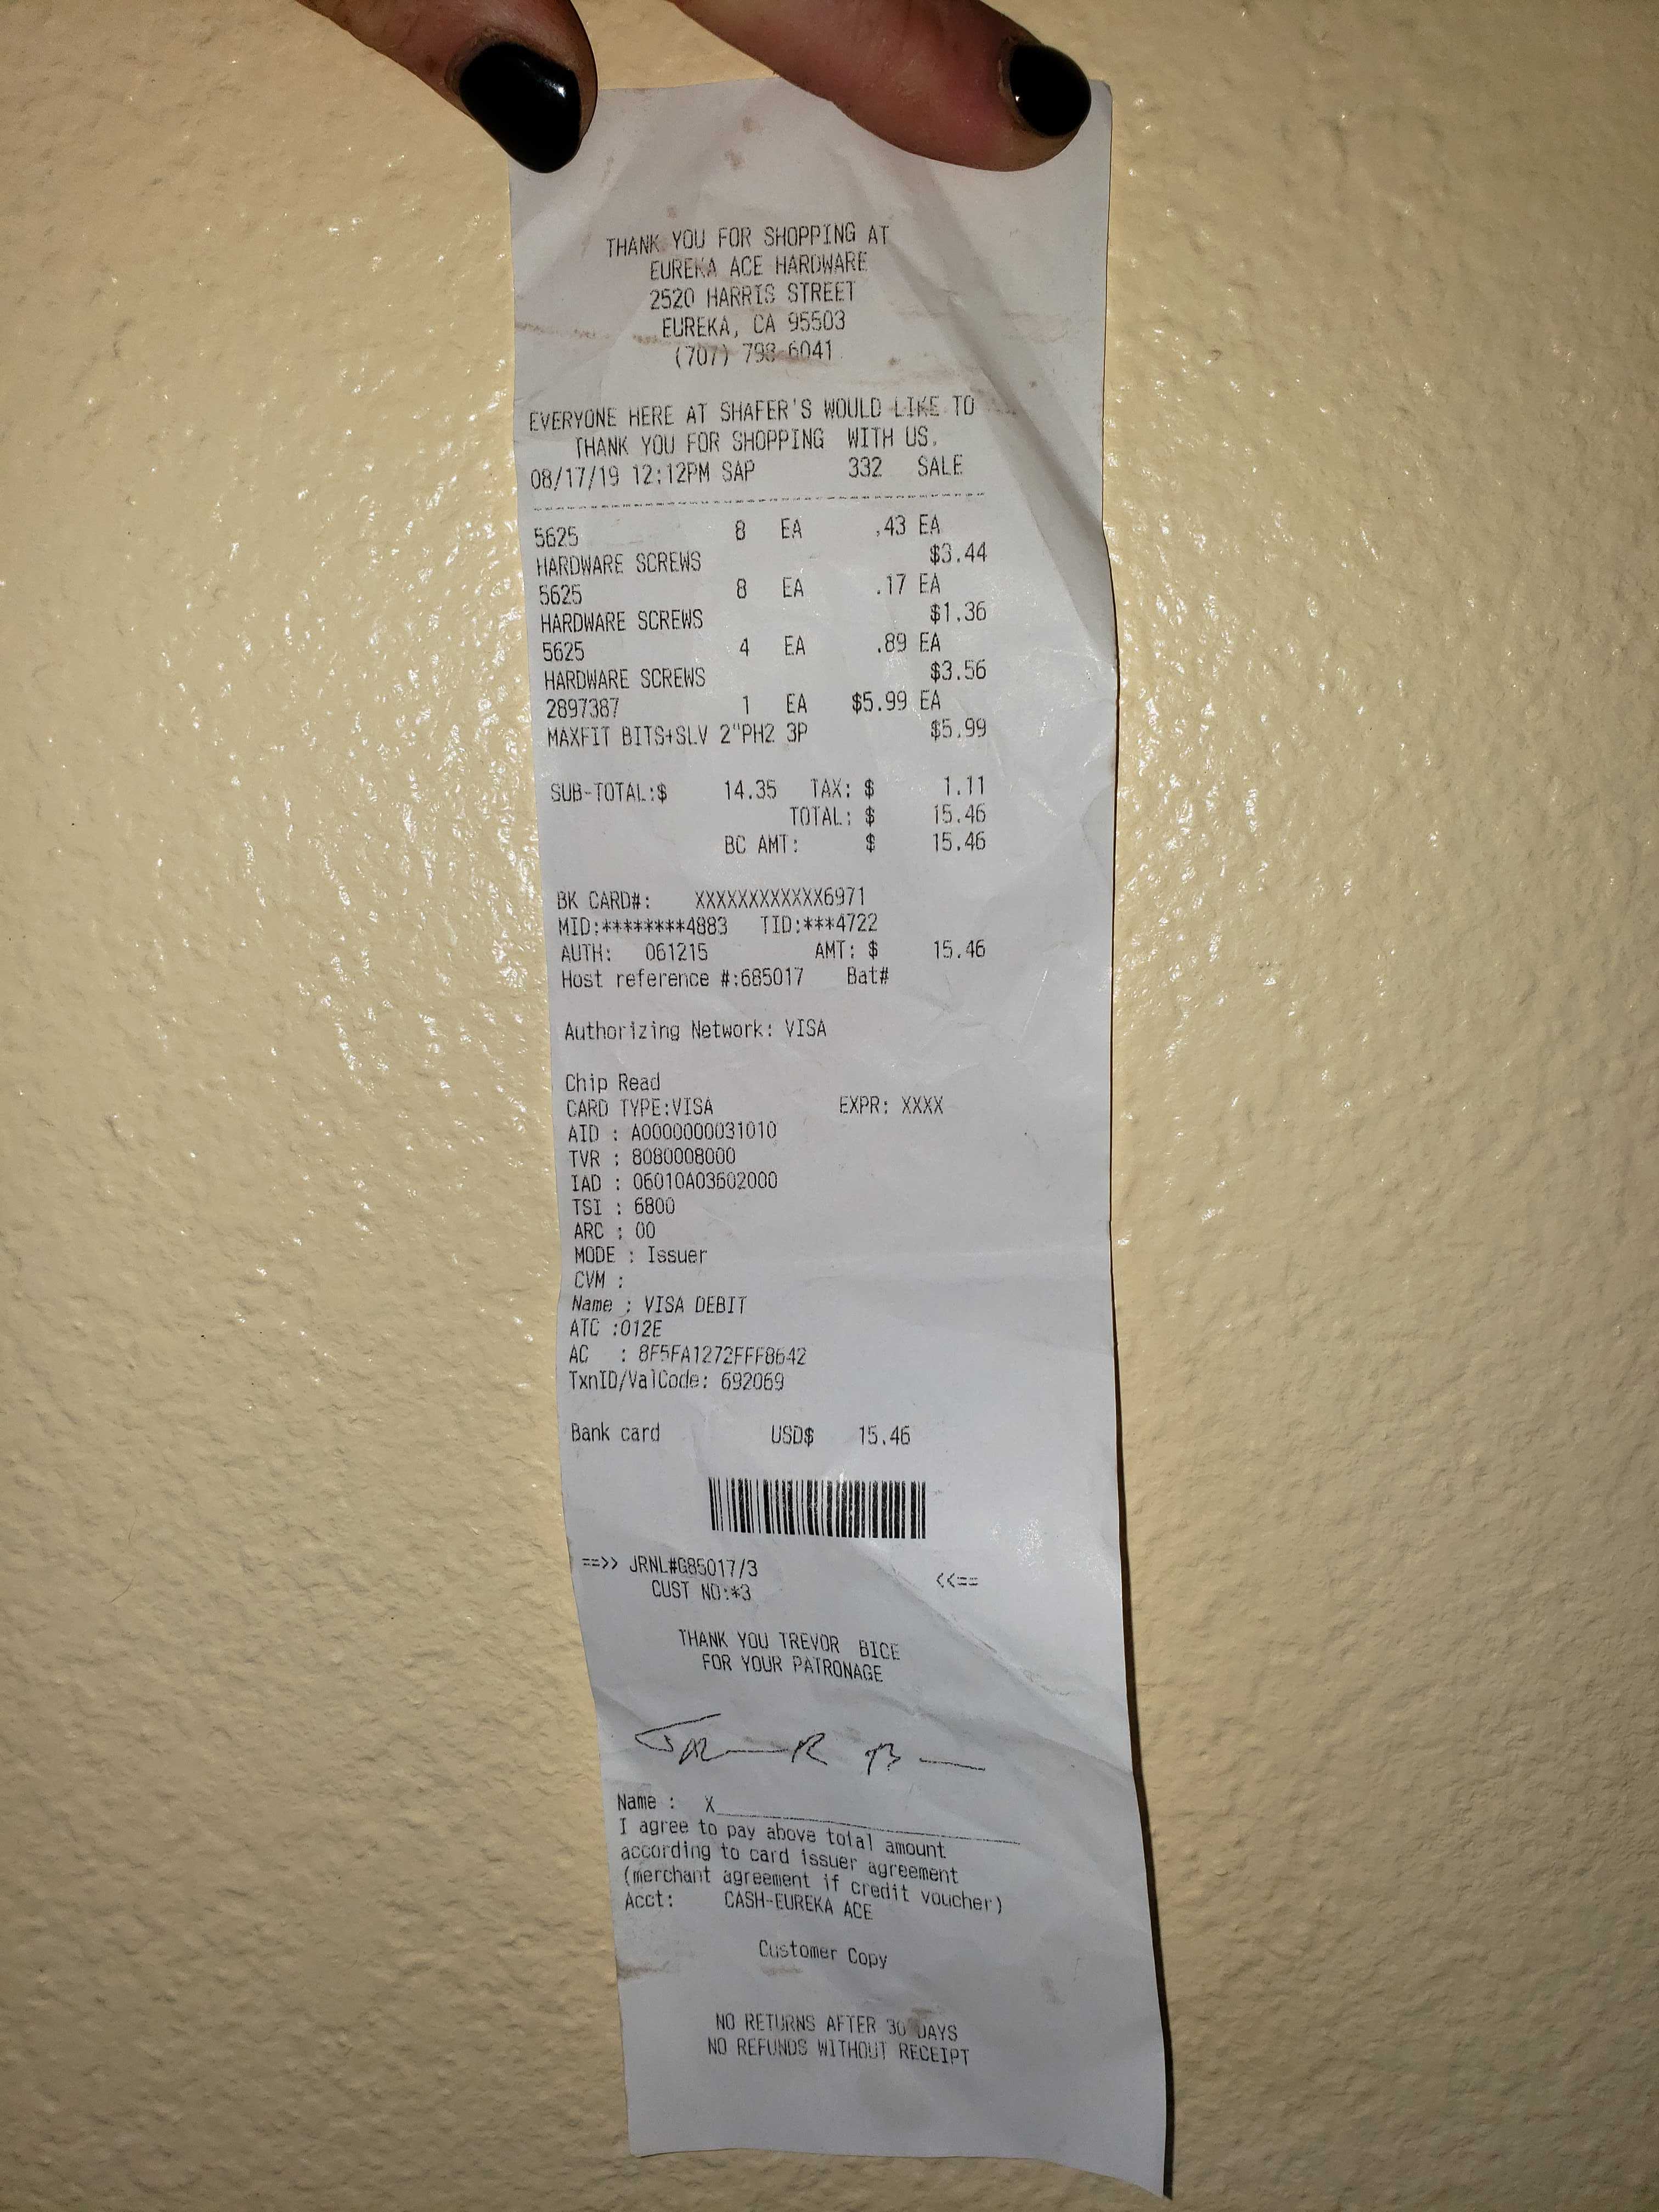 THANK YOU FOR SHOPPING AT
EUREKA ACE HARDWARE
2520 HARRIS STREET
EUREKA, CA 95503
(707) 798-6041
EVERYONE HERE AT SHAFER'S WOULD LIKE TO
THANK YOU FOR SHOPPING WITH US.
08/17/19 12:12PM SAP 332 SALE
5625 8 EA .43 EA
HARDWARE SCREWS $3.44
5625 8 EA .17 EA
HARDWARE SCREWS $1.36
5625 4 EA .89 EA
HARDWARE SCREWS $3.56
2897387 1 EA $5.99 EA
MAXFIT BITS+SLV 2"PH2 3P $5.99
SUB-TOTAL:$ 14.35 TAX: $ 1.11
TOTAL: $ 15.46
BC AMT: $ 15.46
BK CARD#: XXXXXXXXXXXX6971
MID:********4883 TID:***4722
AUTH: 061215 AMT: $ 15.46
Host reference #:685017 Bat#
Authorizing Network: VISA
Chip Read
CARD TYPE:VISA EXPR: XXXX
AID : A0000000031010
TVR : 8080008000
IAD : 06010A03602000
TSI : 6800
ARC : 00
MODE : Issuer
CVM :
Name : VISA DEBIT
ATC :012E
AC : 8F5FA1272FFF8642
TxnID/ValCode: 692069
Bank card USD$ 15.46
==>> JRNL#G85017/3 <<==
CUST NO:*3
THANK YOU TREVOR BICE
FOR YOUR PATRONAGE
Name : X
I agree to pay above total amount
according to card issuer agreement
(merchant agreement if credit voucher)
Acct: CASH-EUREKA ACE
Customer Copy
NO RETURNS AFTER 30 DAYS
NO REFUNDS WITHOUT RECEIPT